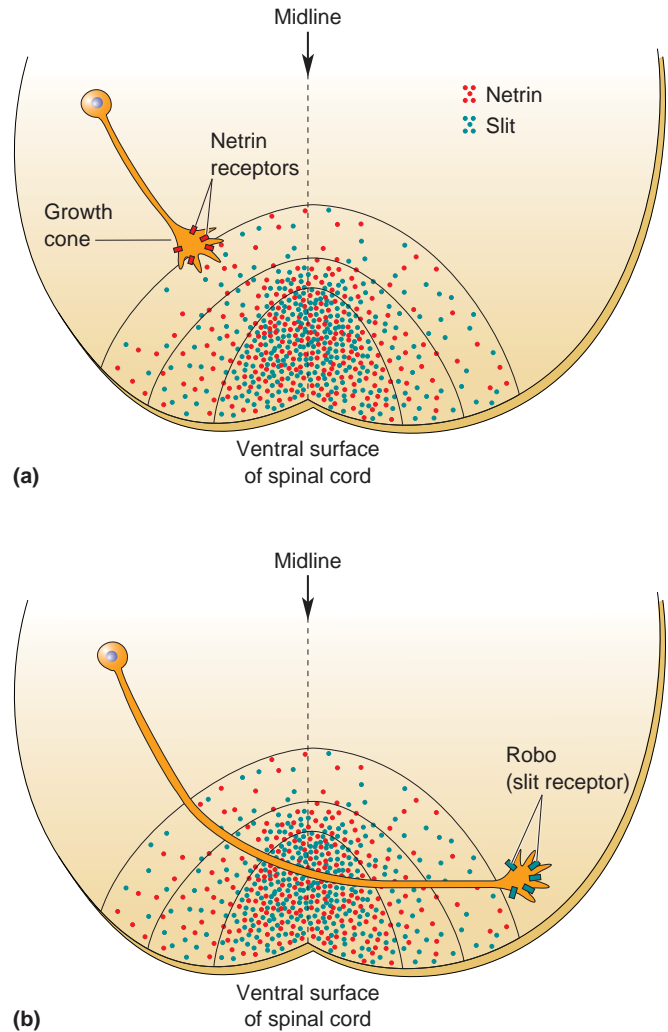 Midline
Netrin
Slit
Netrin
receptors
Growth
cone
Ventral surface
of spinal cord
(a)
Midline
Robo
(slit receptor)
Ventral surface
of spinal cord
(b)